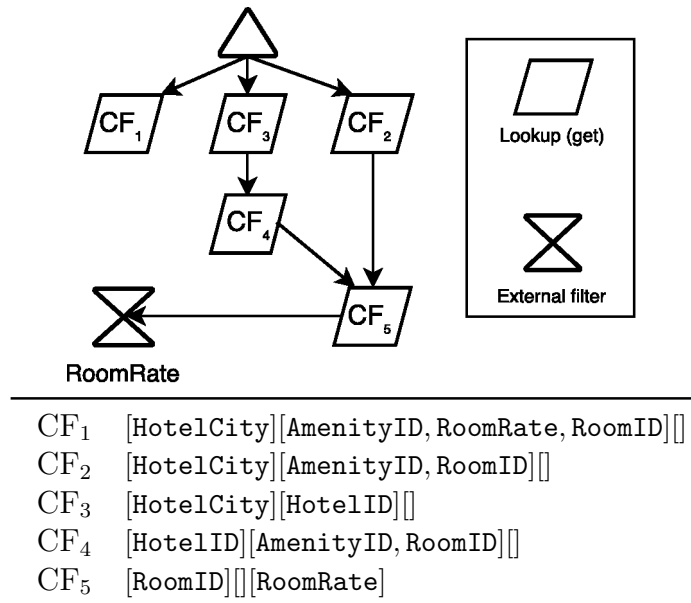 CF₁ CF₃ CF₂
Lookup (get)
CF₄
External filter
CF₅
RoomRate
CF₁ [HotelCity][AmenityID, RoomRate, RoomID][]
CF₂ [HotelCity][AmenityID, RoomID][]
CF₃ [HotelCity][HotelID][]
CF₄ [HotelID][AmenityID, RoomID][]
CF₅ [RoomID][][RoomRate]